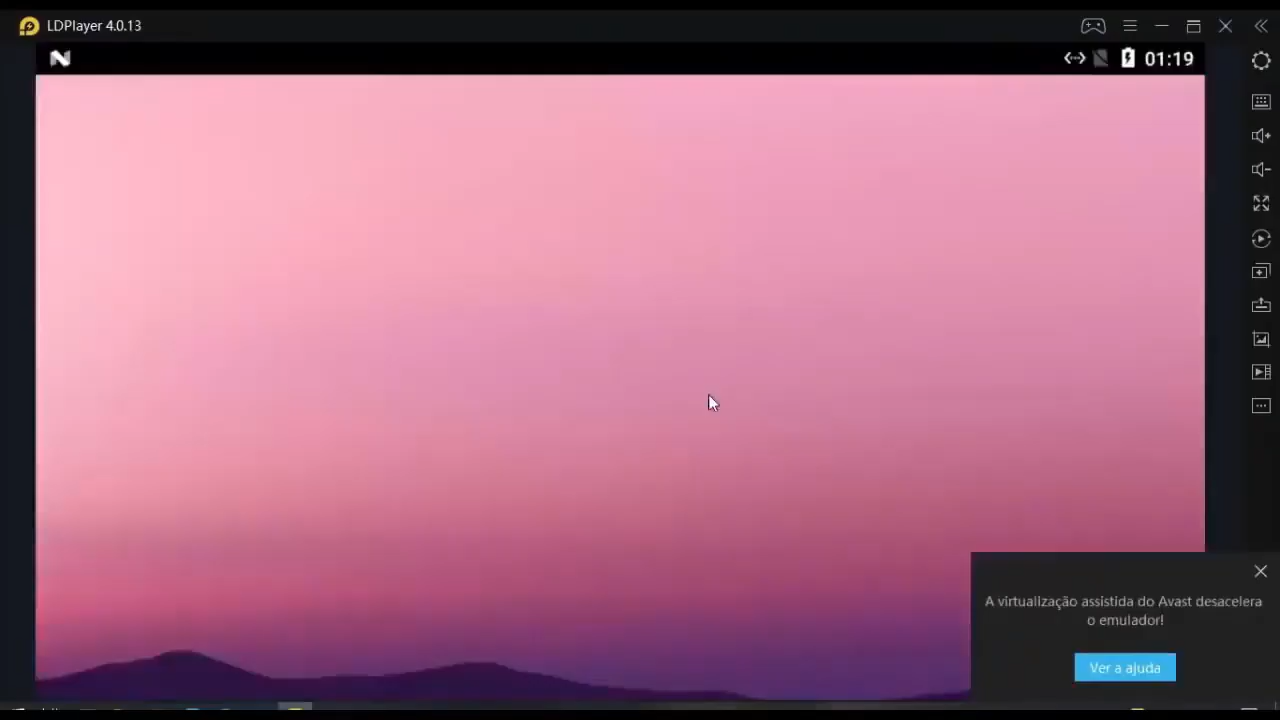 LDPlayer 4.0.13
01:19
A virtualização assistida do Avast desacelera
o emulador!
Ver a ajuda